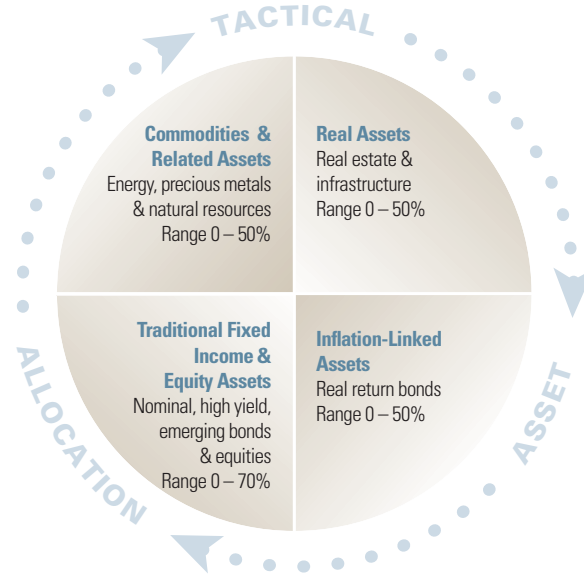 TACTICAL
Commodities &
Related Assets
Energy, precious metals
& natural resources
Range 0 – 50%
Real Assets
Real estate &
infrastructure
Range 0 – 50%
Traditional Fixed
Income &
Equity Assets
Nominal, high yield,
emerging bonds
& equities
Range 0 – 70%
Inflation-Linked
Assets
Real return bonds
Range 0 – 50%
ASSET
ALLOCATION